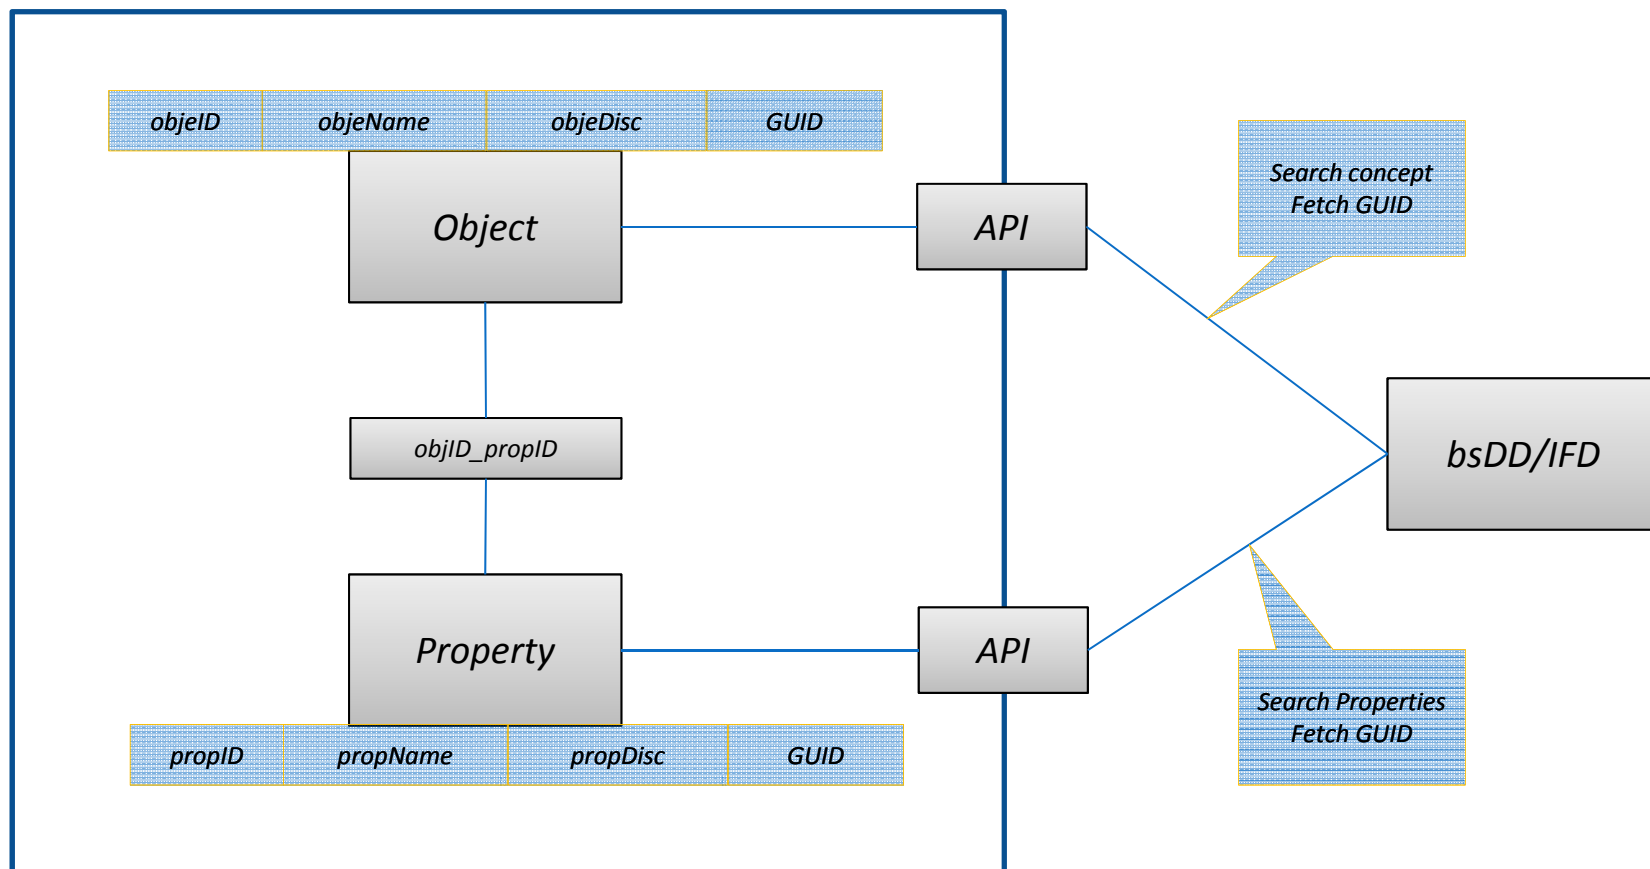 objeID objeName objeDisc GUID
Search concept
Fetch GUID
Object
API
objID_propID
bsDD/IFD
Property
API
Search Properties
Fetch GUID
propID propName propDisc GUID